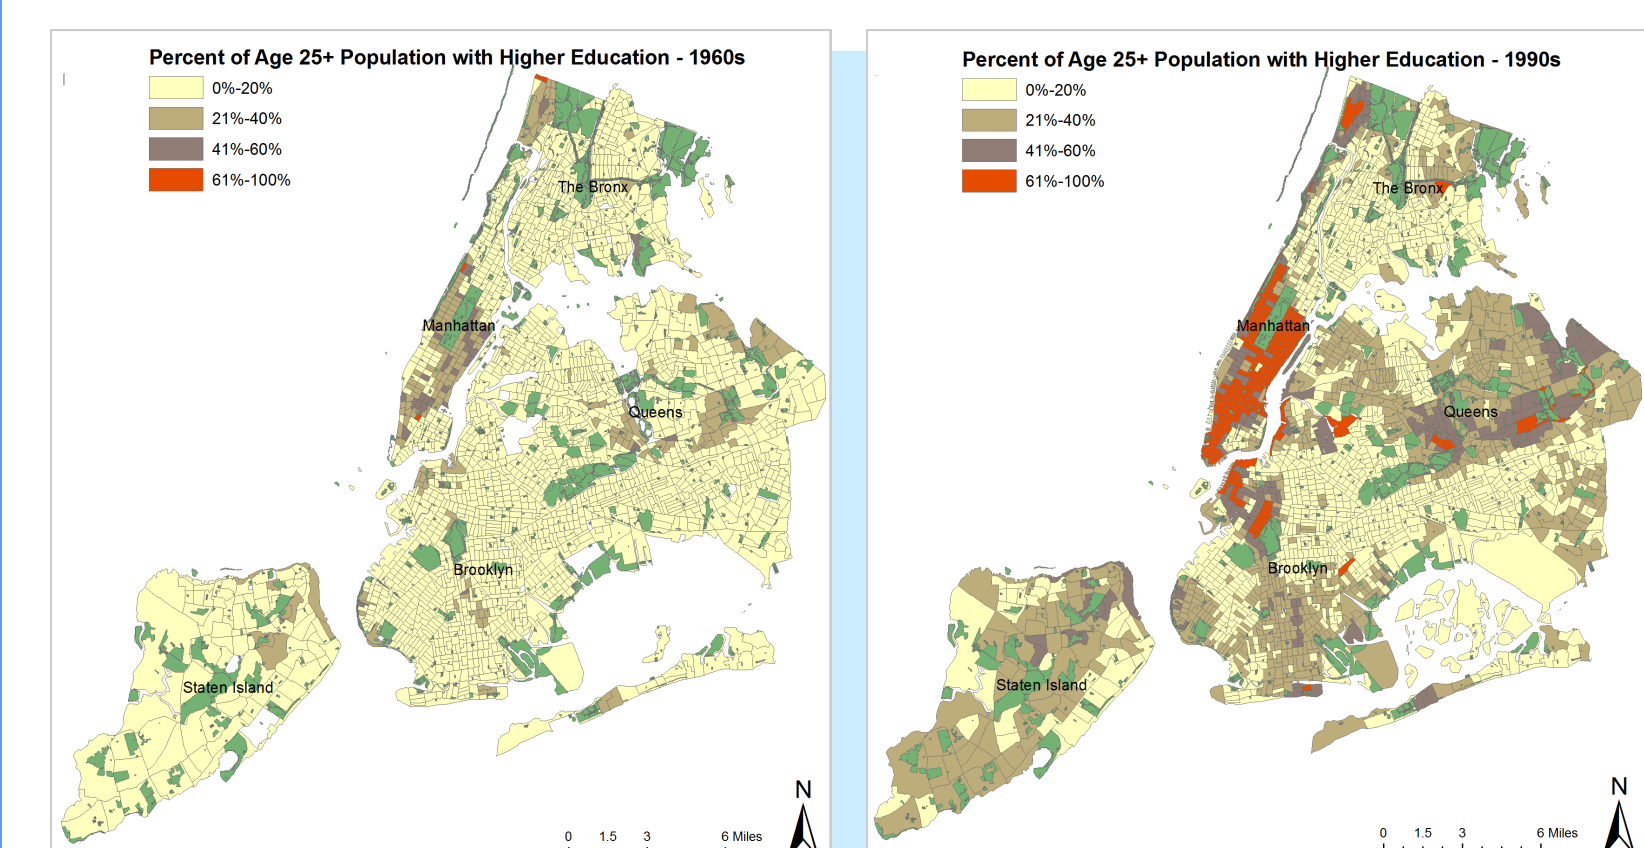 Percent of Age 25+ Population with Higher Education - 1960s
0%-20%
21%-40%
41%-60%
61%-100%
The Bronx
Manhattan
Queens
Brooklyn
Staten Island
N
0 1.5 3 6 Miles
Percent of Age 25+ Population with Higher Education - 1990s
0%-20%
21%-40%
41%-60%
61%-100%
The Bronx
Manhattan
Queens
Brooklyn
Staten Island
N
0 1.5 3 6 Miles